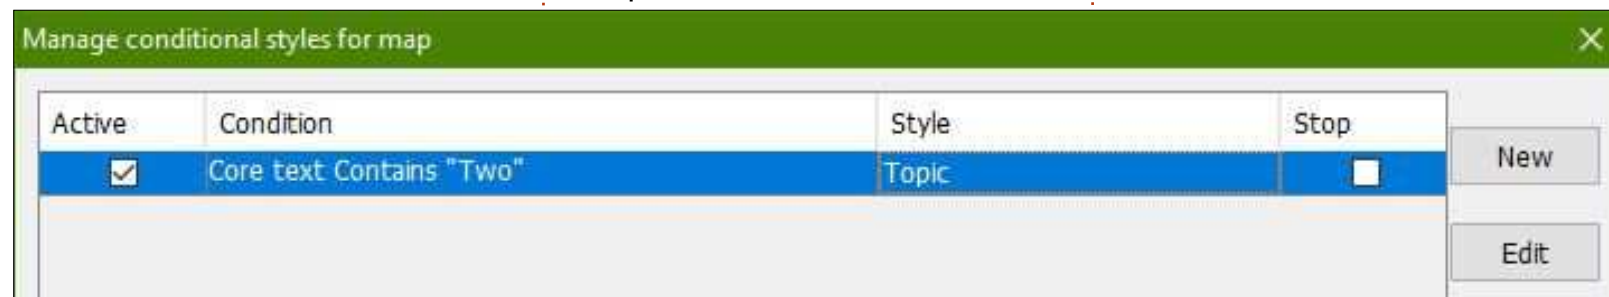 Manage conditional styles for map
Active Condition Style Stop
Core text Contains "Two" Topic
New
Edit